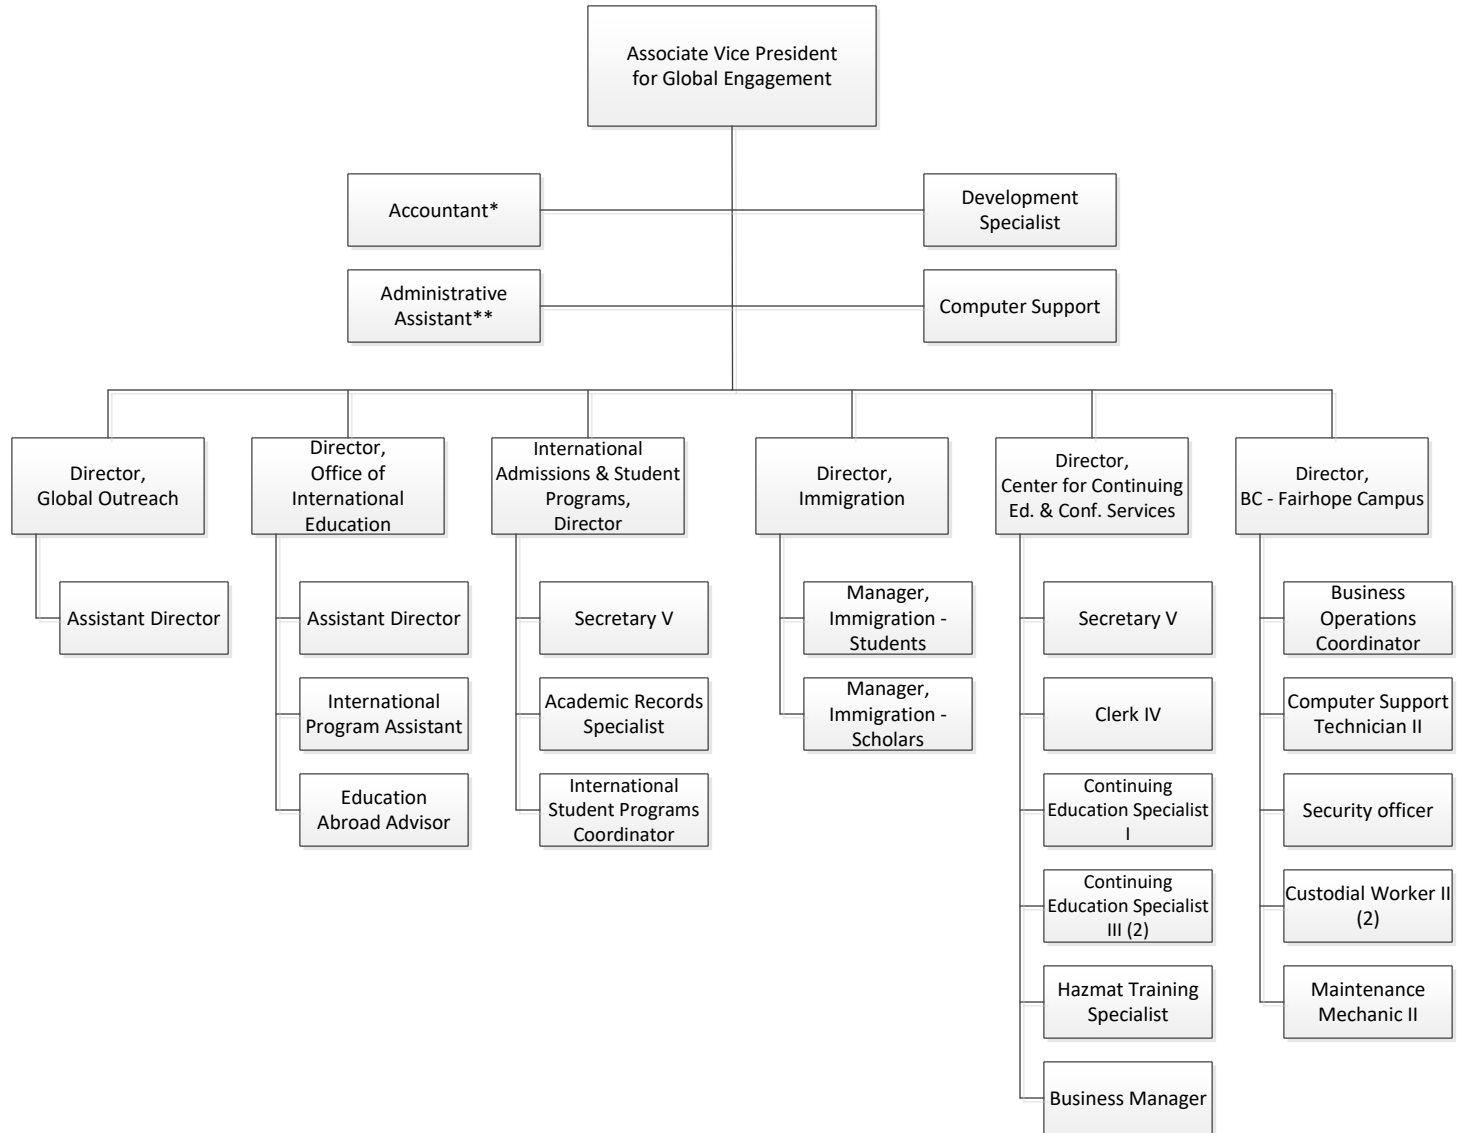 Associate Vice President
for Global Engagement
Accountant*
Development
Specialist
Administrative
Assistant**
Computer Support
Director,
Global Outreach
Director,
Office of
International
Education
International
Admissions & Student
Programs,
Director
Director,
Immigration
Director,
Center for Continuing
Ed. & Conf. Services
Director,
BC - Fairhope Campus
Assistant Director
Assistant Director
Secretary V
Manager,
Immigration -
Students
Secretary V
Business
Operations
Coordinator
International
Program Assistant
Academic Records
Specialist
Manager,
Immigration -
Scholars
Clerk IV
Computer Support
Technician II
Education
Abroad Advisor
International
Student Programs
Coordinator
Continuing
Education Specialist
I
Security officer
Continuing
Education Specialist
III (2)
Custodial Worker II
(2)
Hazmat Training
Specialist
Maintenance
Mechanic II
Business Manager